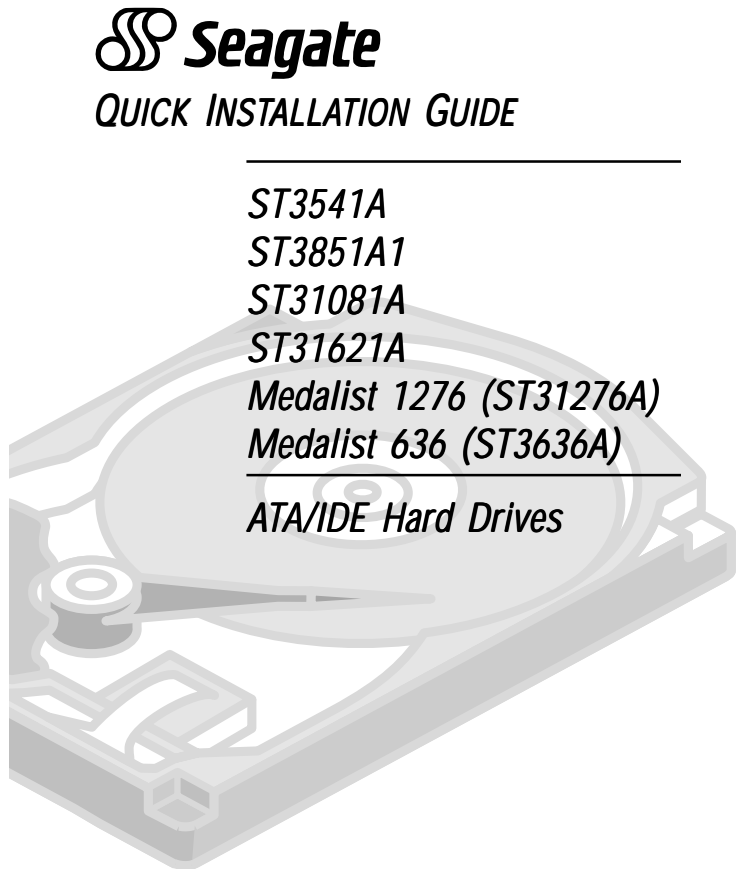 Seagate
QUICK INSTALLATION GUIDE
ST3541A
ST3851A1
ST31081A
ST31621A
Medalist 1276 (ST31276A)
Medalist 636 (ST3636A)
ATA/IDE Hard Drives